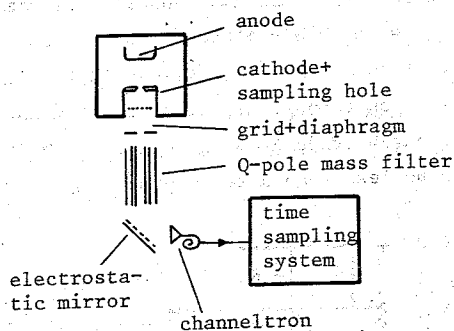 anode
cathode+
sampling hole
grid+diaphragm
Q-pole mass filter
time
sampling
system
electrosta-
tic mirror
channeltron